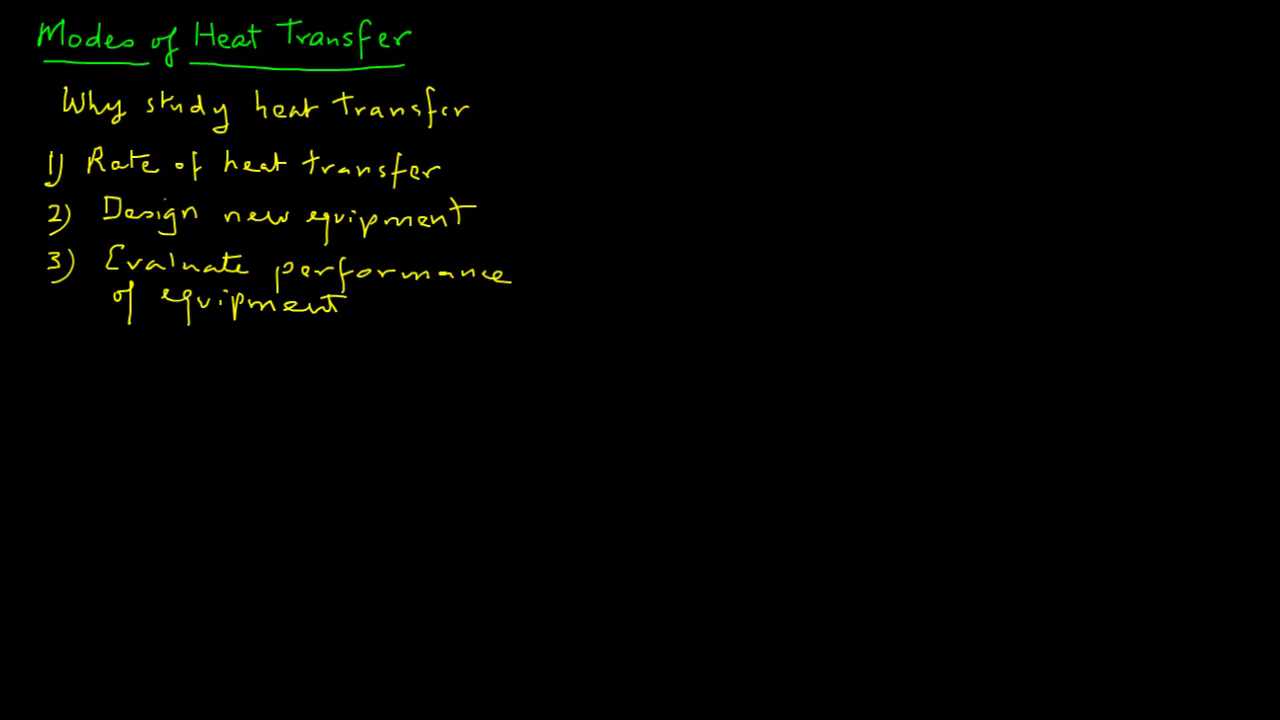 Modes of Heat Transfer
Why study heat transfer
1) Rate of heat transfer
2) Design new equipment
3) Evaluate performance
of equipment